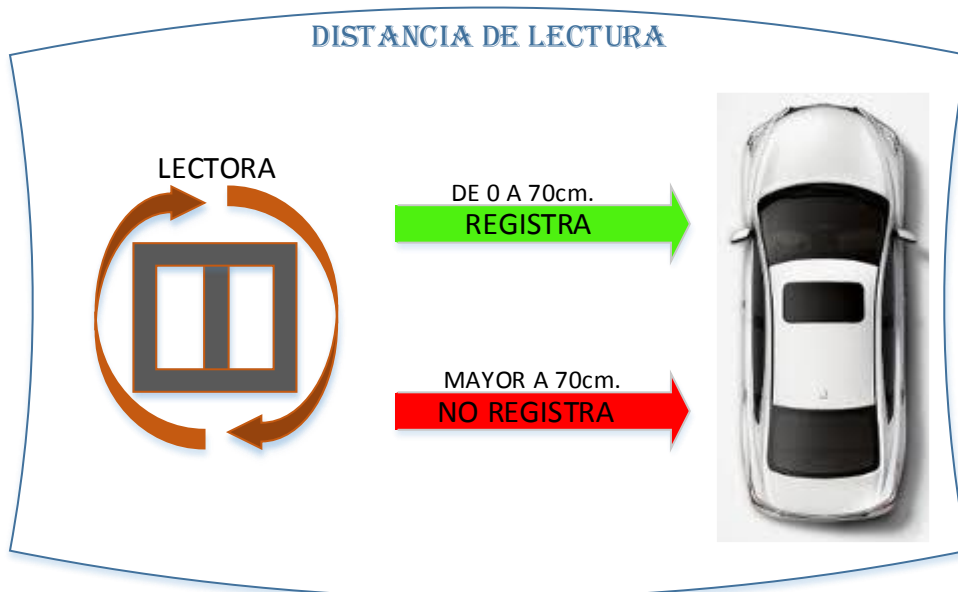 DISTANCIA DE LECTURA
LECTORA
DE 0 A 70cm.
REGISTRA
MAYOR A 70cm.
NO REGISTRA